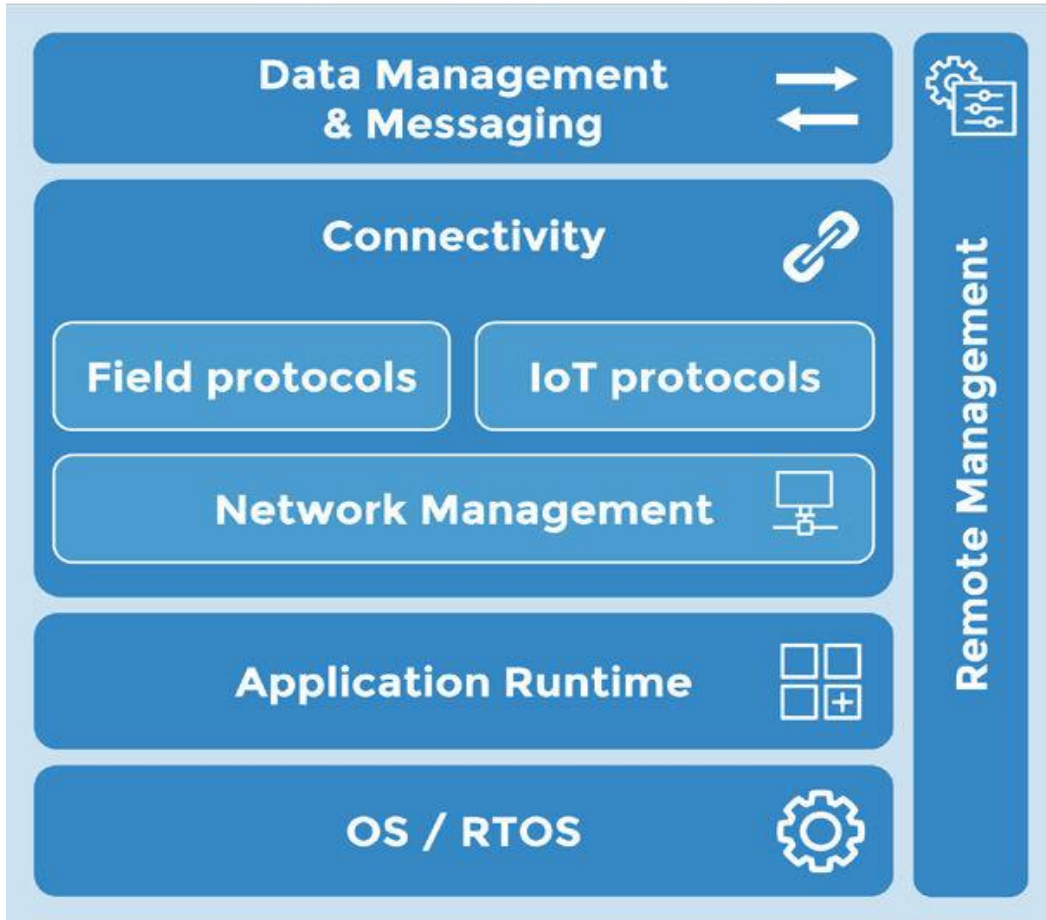 Data Management
& Messaging
Connectivity
Field protocols
IoT protocols
Network Management
Application Runtime
OS / RTOS
Remote Management